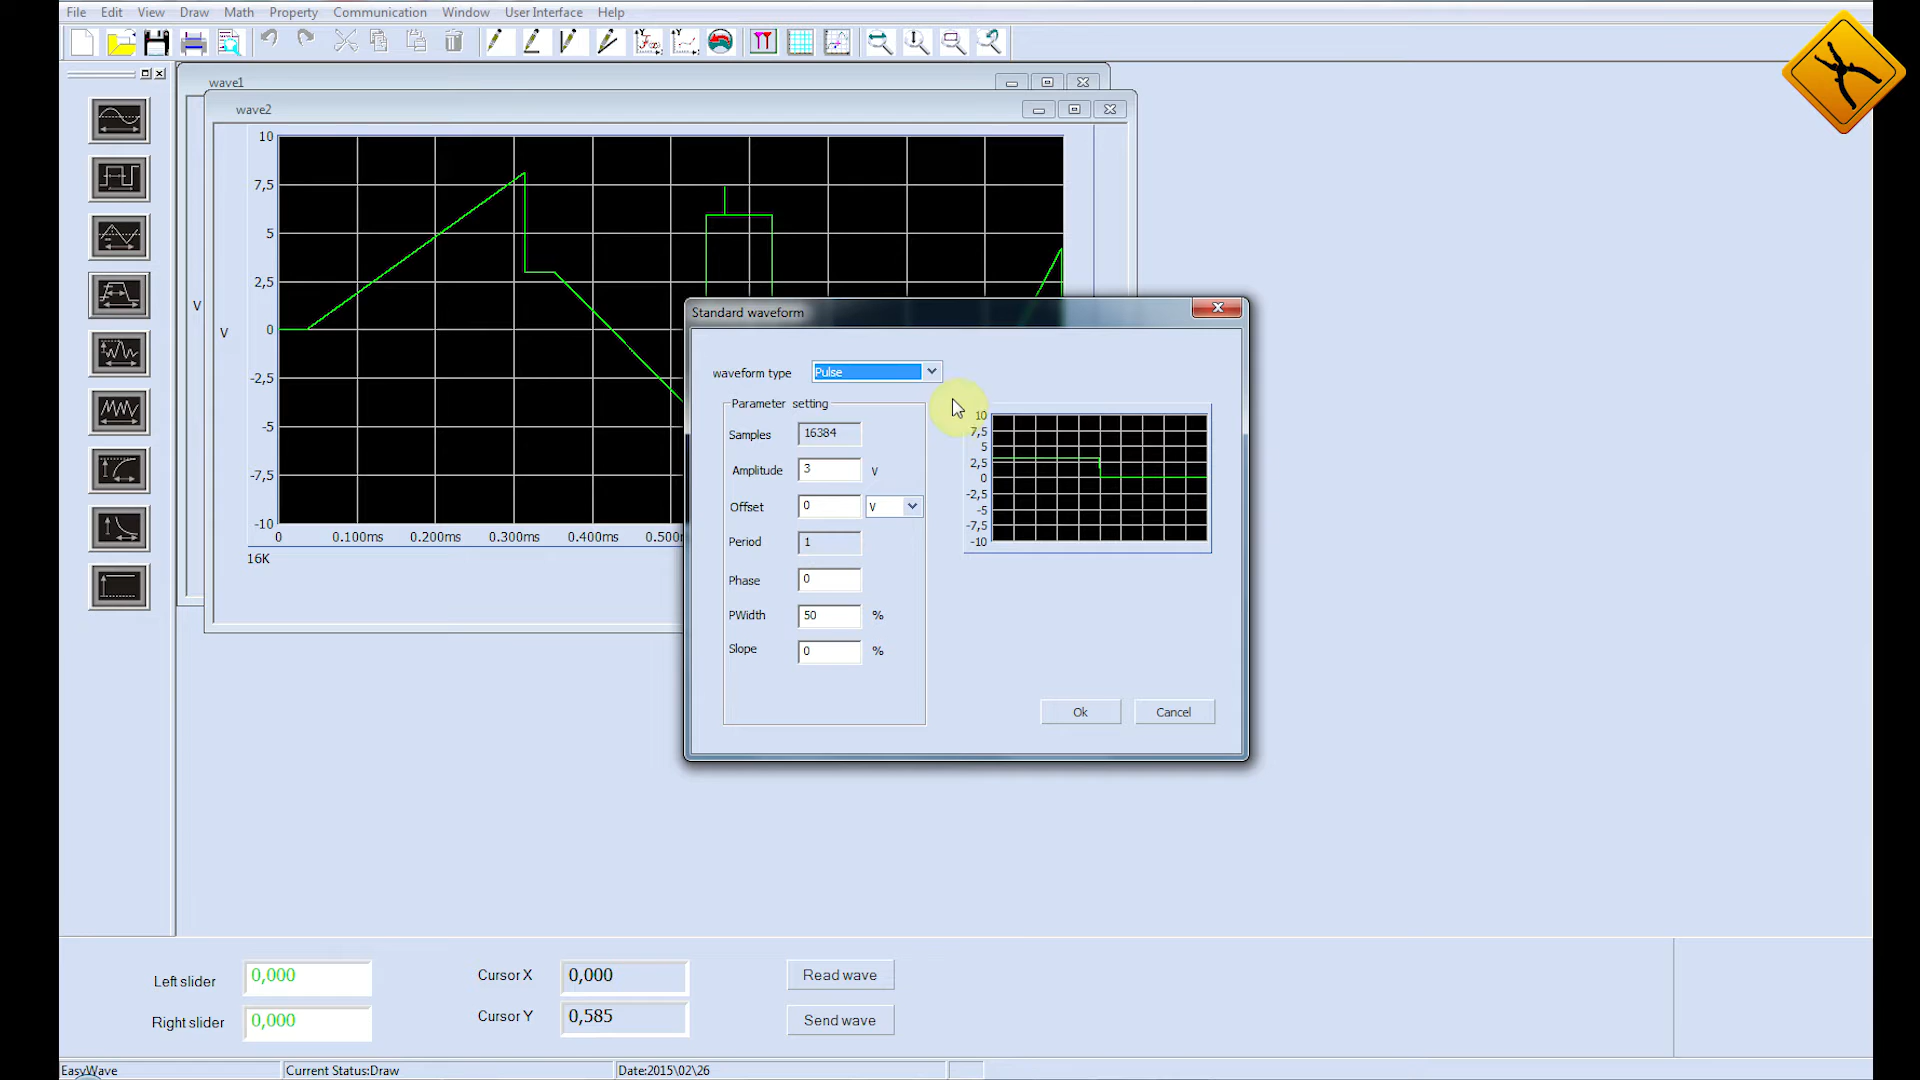 File Edit View Draw Math Property Communication Window User Interface Help
wave1
wave2
V
V
10
7,5
5
2,5
0
-2,5
-5
-7,5
-10
0 0.100ms 0.200ms 0.300ms 0.400ms 0.500
16K
Standard waveform
waveform type Pulse
Parameter setting
Samples 16384
Amplitude 3 V
Offset 0 V
Period 1
Phase 0
PWidth 50 %
Slope 0 %
10
7,5
5
2,5
0
-2,5
-5
-7,5
-10
Ok Cancel
Left slider 0,000 Cursor X 0,000 Read wave
Right slider 0,000 Cursor Y 0,585 Send wave
EasyWave Current Status:Draw Date:2015\02\26